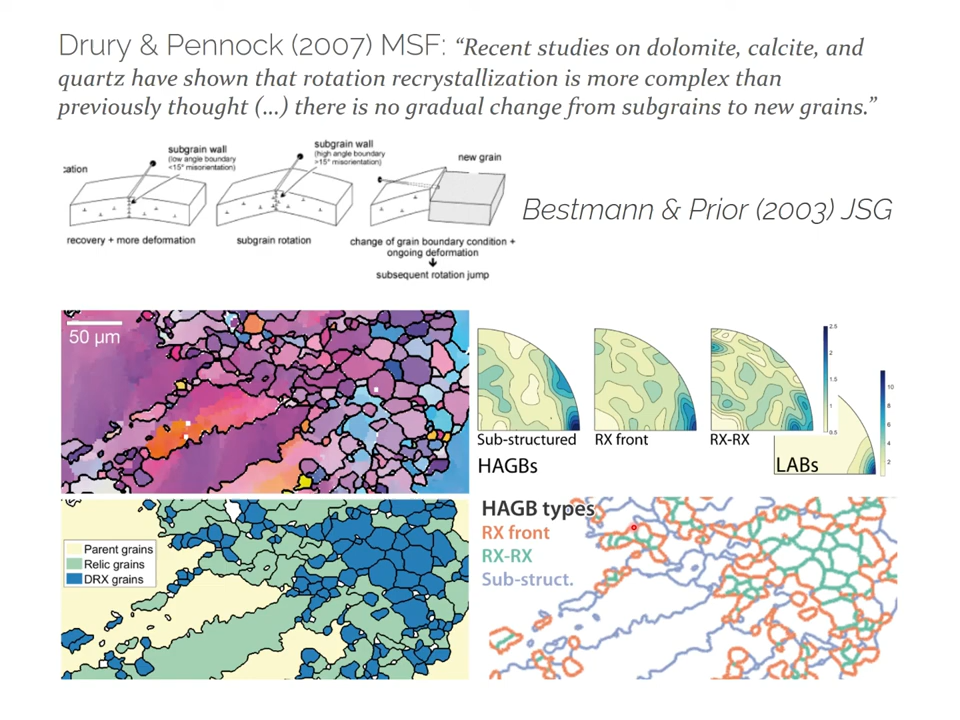 Drury & Pennock (2007) MSF: “Recent studies on dolomite, calcite, and
quartz have shown that rotation recrystallization is more complex than
previously thought (…) there is no gradual change from subgrains to new grains.”
cation
subgrain wall
(low angle boundary
<15° misorientation)
subgrain wall
(high angle boundary
>15° misorientation)
new grain
recovery + more deformation
subgrain rotation
change of grain boundary condition +
ongoing deformation
subsequent rotation jump
Bestmann & Prior (2003) JSG
50 µm
Sub-structured
RX front
RX-RX
HAGBs
LABs
2.5
2
1.5
1
0.5
10
8
6
4
2
Parent grains
Relic grains
DRX grains
HAGB types
RX front
RX-RX
Sub-struct.